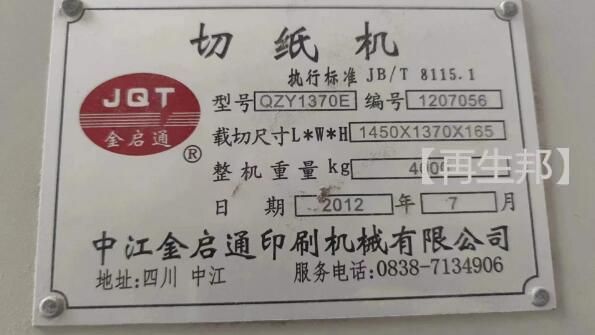 切纸机
执行标准 JB/T 8115.1
JQT
金启通
®
型号 QZY1370E 编号 1207056
载切尺寸L*W*H 1450X1370X165
整机重量kg 4000
【再生邦】
日期 2012 年 7 月
中江金启通印刷机械有限公司
地址:四川 中江 服务电话:0838-7134906